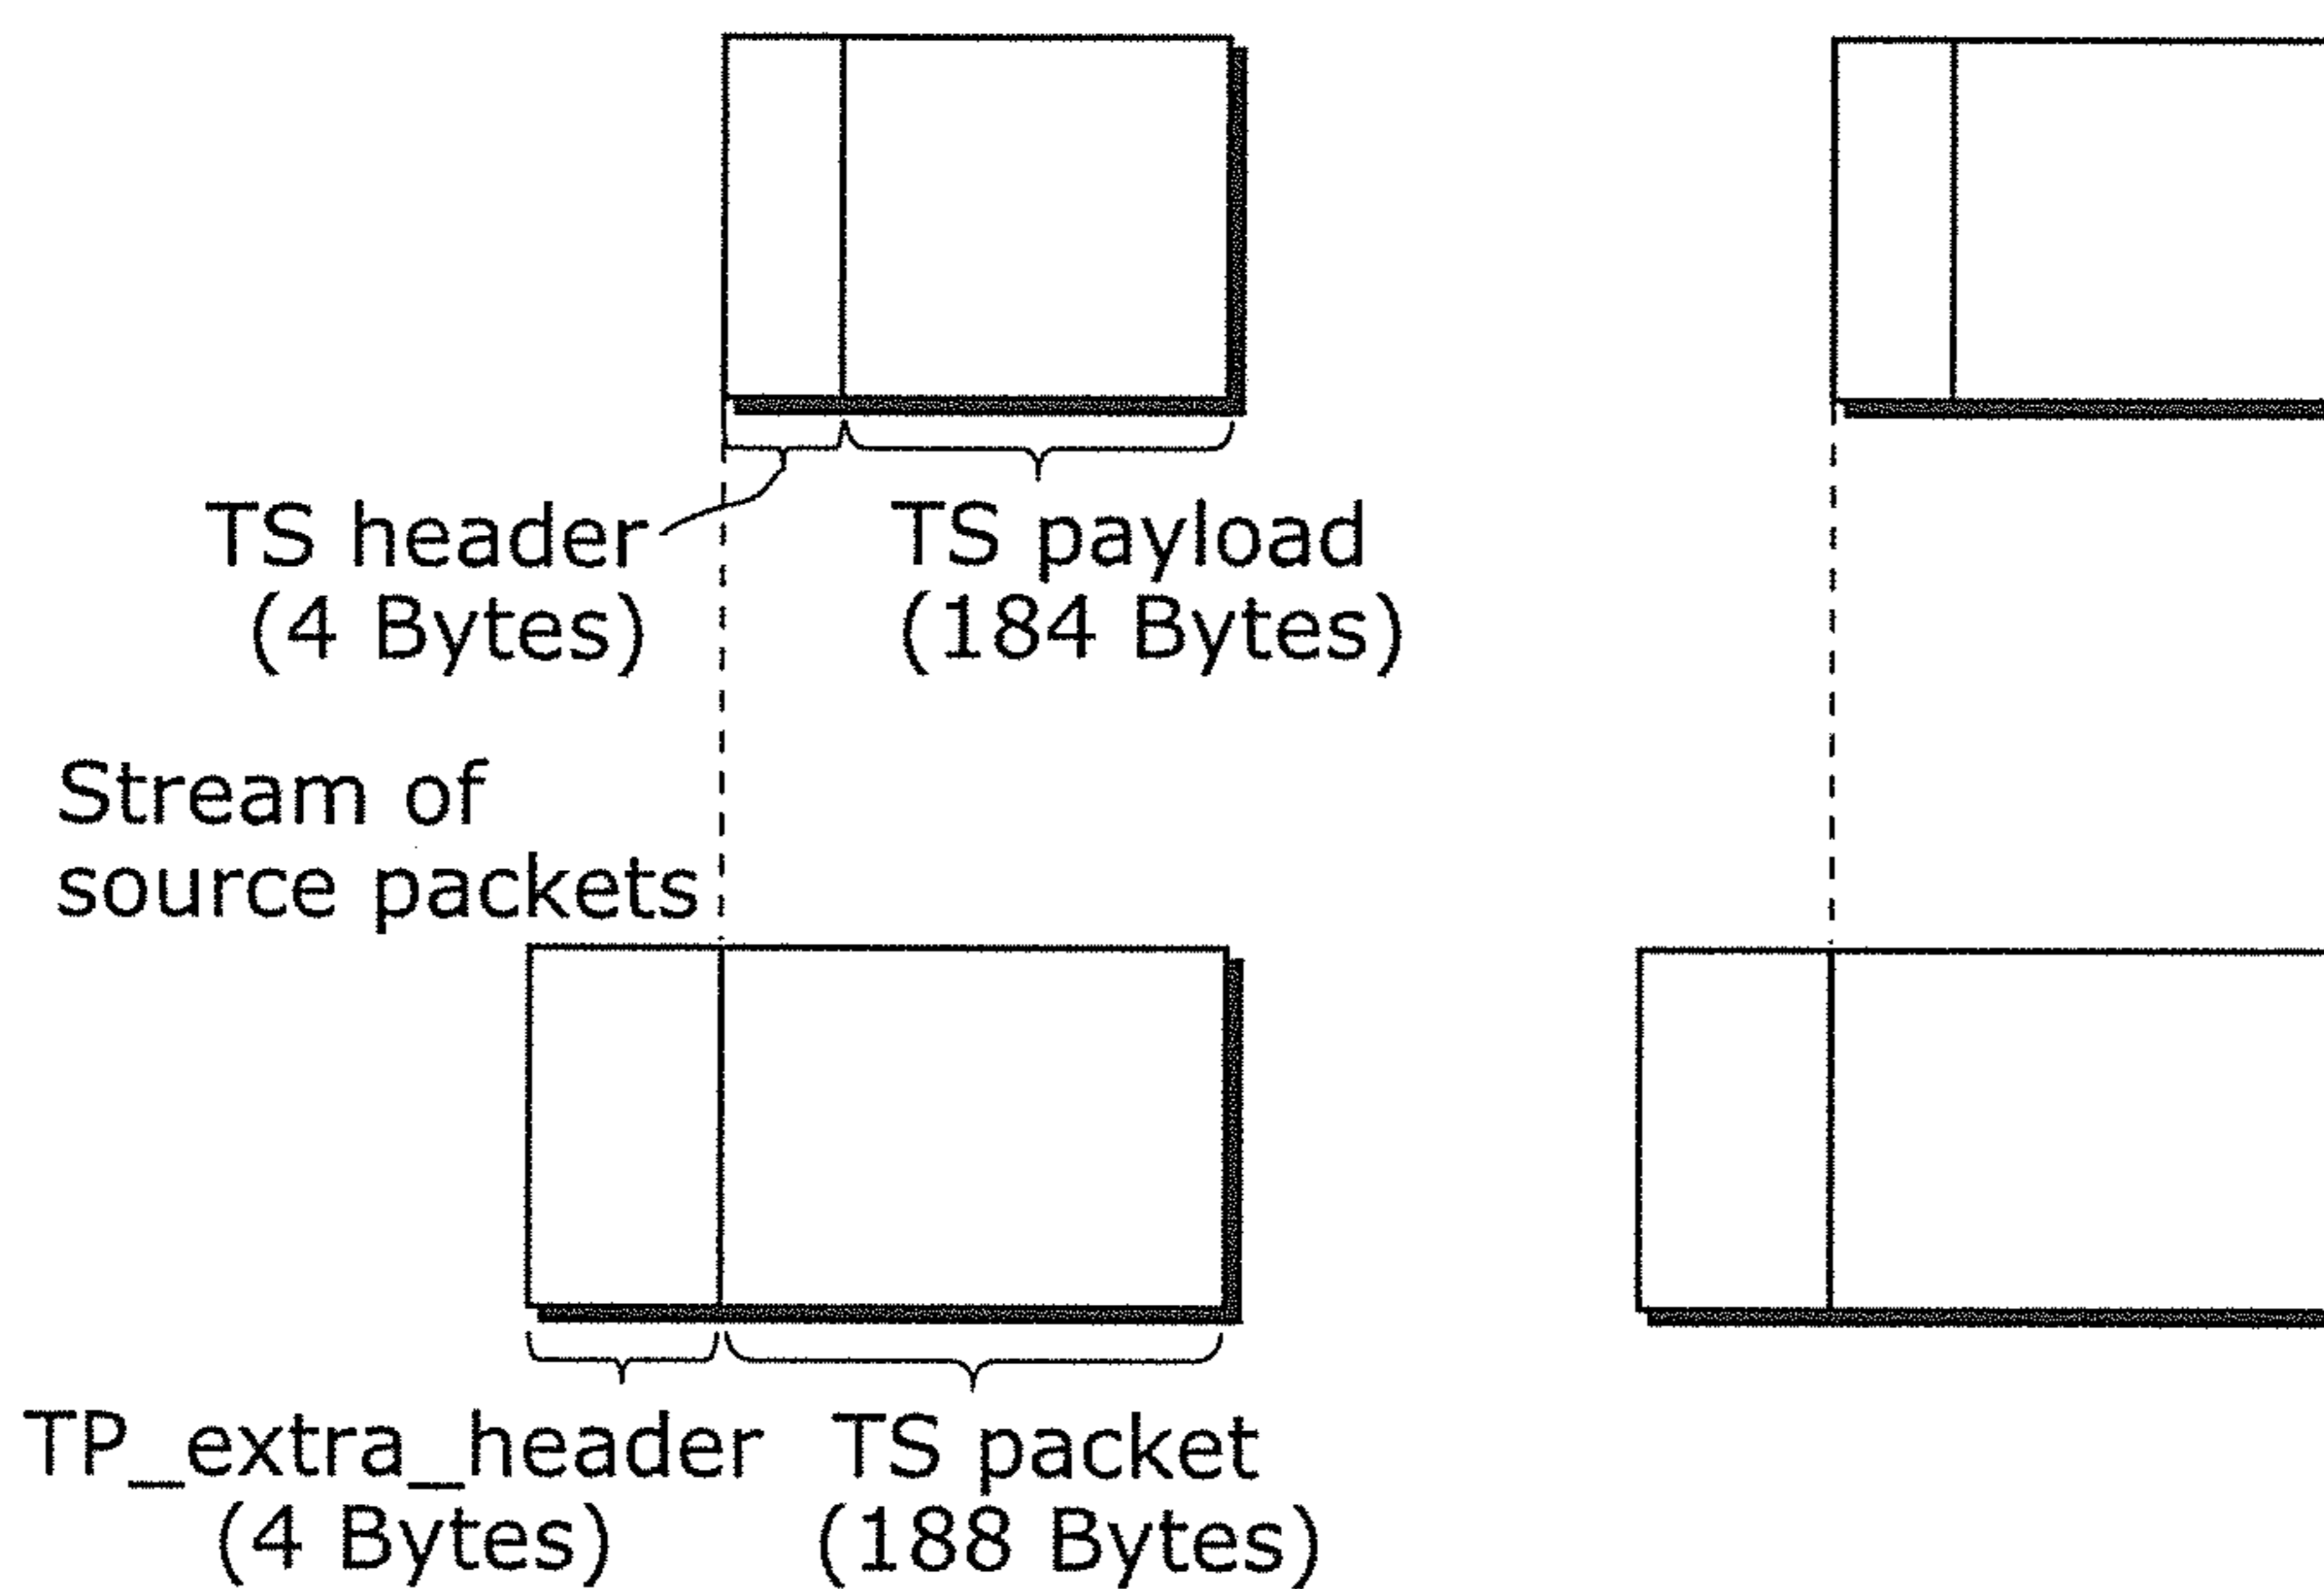 TS header
(4 Bytes)
TS payload
(184 Bytes)
Stream of
source packets
TP_extra_header
(4 Bytes)
TS packet
(188 Bytes)